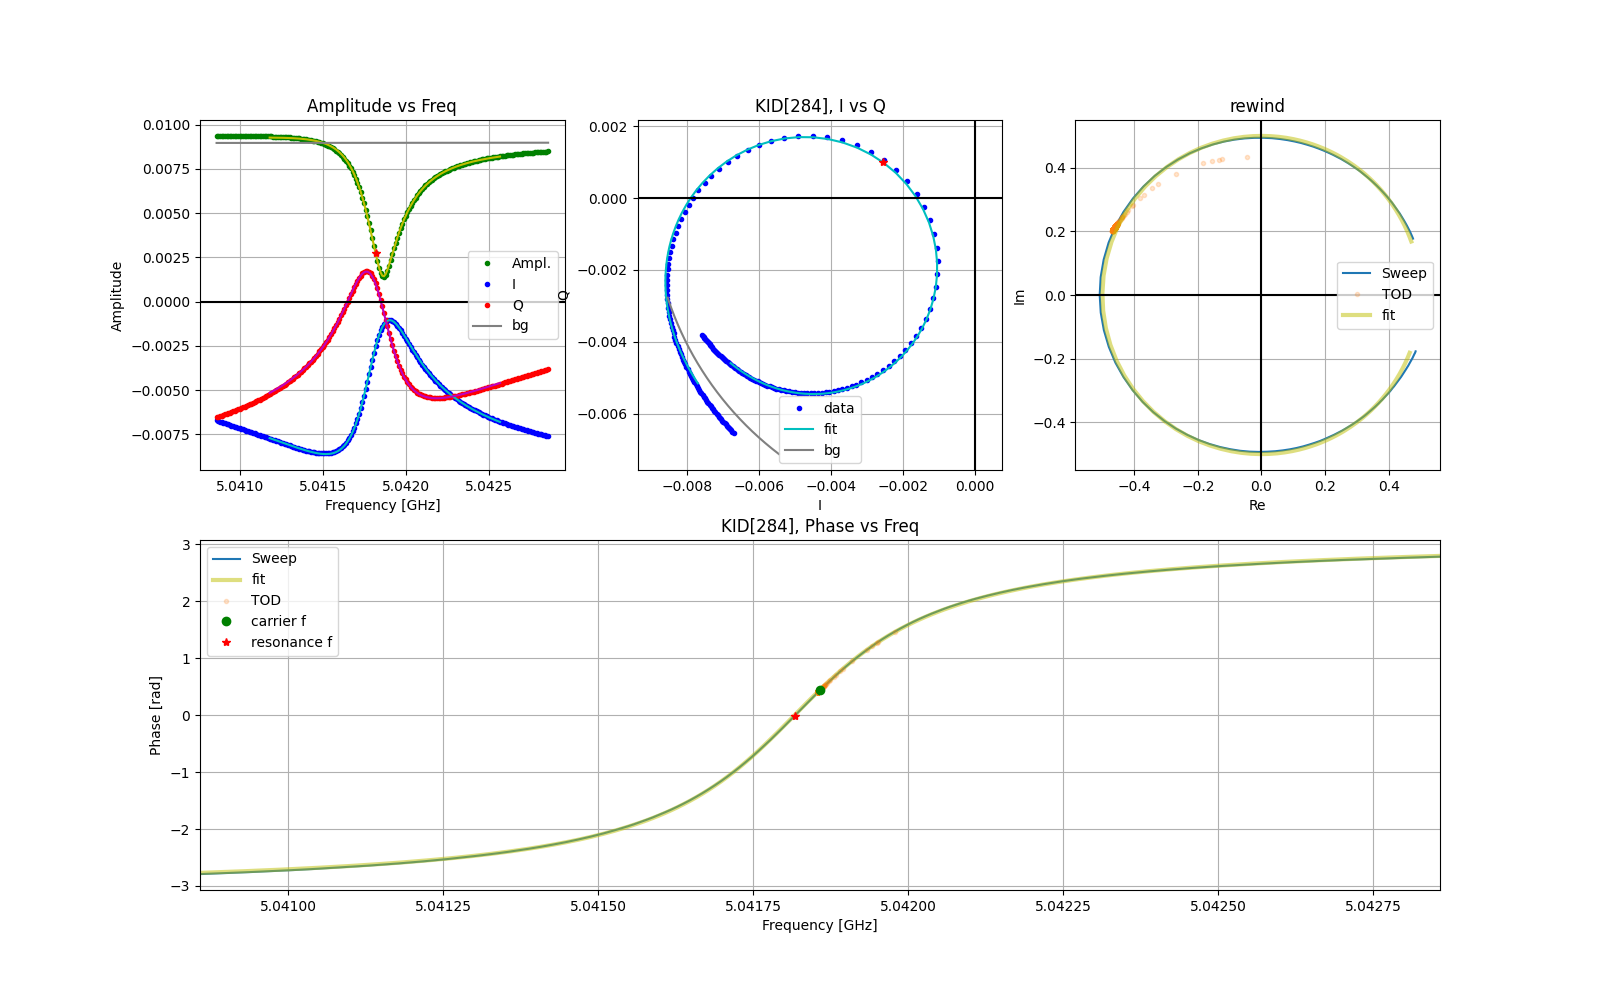 Amplitude vs Freq
KID[284], I vs Q
rewind
0.0100
0.0075
0.0050
0.0025
0.0000
−0.0025
−0.0050
−0.0075
Amplitude
Ampl.
I
Q
bg
5.0410
5.0415
5.0420
5.0425
Frequency [GHz]
0.002
0.000
−0.002
−0.004
−0.006
Q
data
fit
bg
−0.008
−0.006
−0.004
−0.002
0.000
I
0.4
0.2
0.0
−0.2
−0.4
Im
Sweep
TOD
fit
−0.4
−0.2
0.0
0.2
0.4
Re
KID[284], Phase vs Freq
3
2
1
0
−1
−2
−3
Phase [rad]
Sweep
fit
TOD
carrier f
resonance f
5.04100
5.04125
5.04150
5.04175
5.04200
5.04225
5.04250
5.04275
Frequency [GHz]